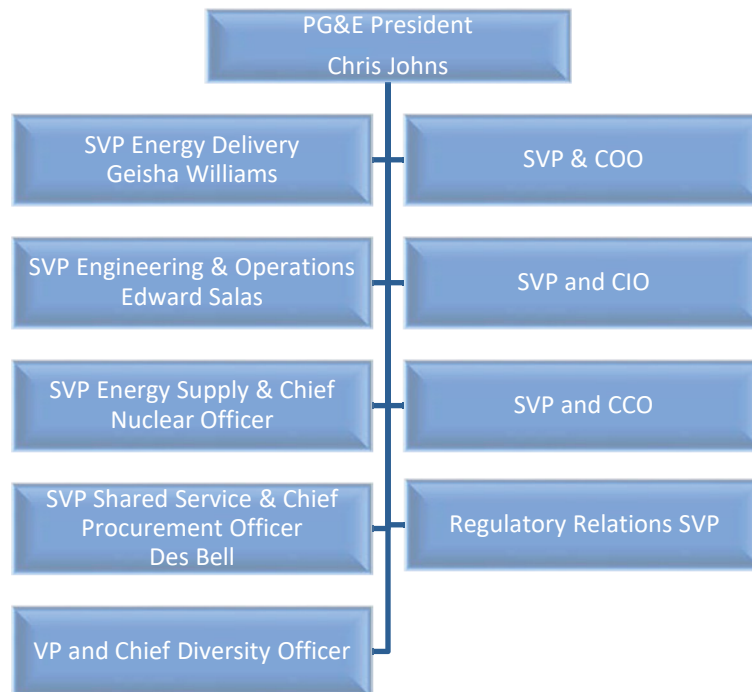 PG&E President
Chris Johns
SVP Energy Delivery
Geisha Williams
SVP & COO
SVP Engineering & Operations
Edward Salas
SVP and CIO
SVP Energy Supply & Chief
Nuclear Officer
SVP and CCO
SVP Shared Service & Chief
Procurement Officer
Des Bell
Regulatory Relations SVP
VP and Chief Diversity Officer